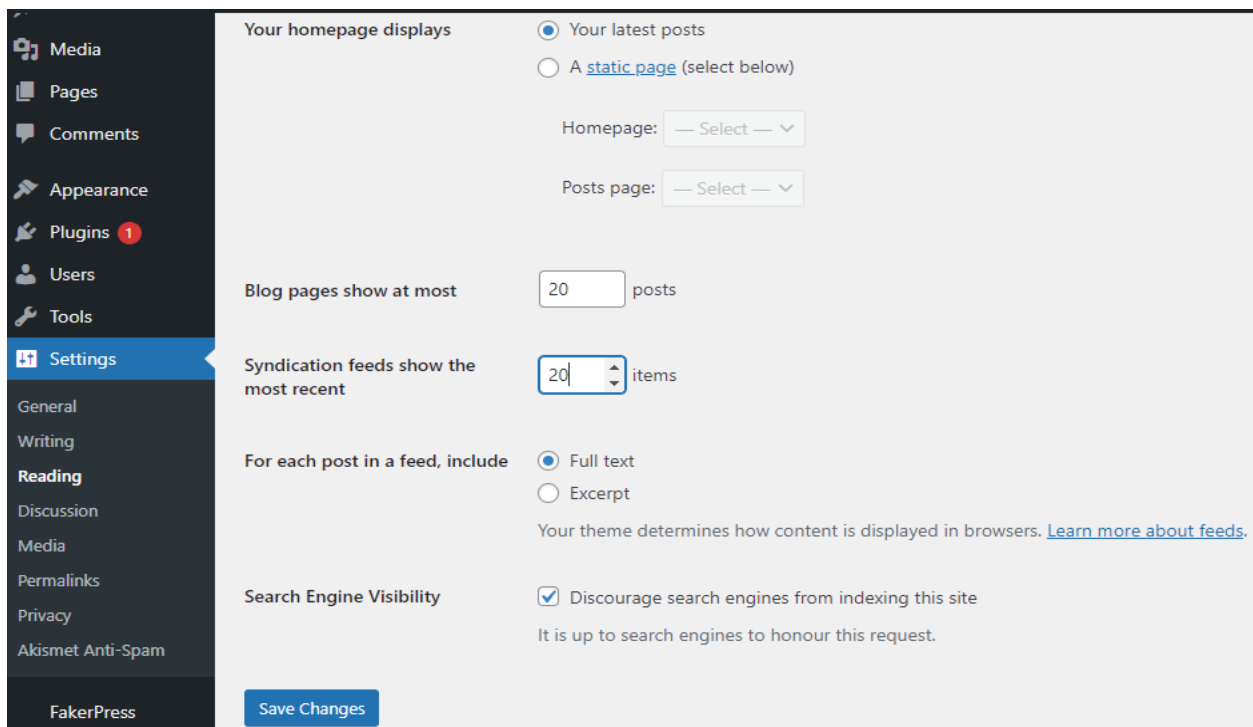 Media
Pages
Comments
Appearance
Plugins 1
Users
Tools
Settings
General
Writing
Reading
Discussion
Media
Permalinks
Privacy
Akismet Anti-Spam
FakerPress
Your homepage displays
Your latest posts
A static page (select below)
Homepage: — Select —
Posts page: — Select —
Blog pages show at most
20 posts
Syndication feeds show the
most recent
20 items
For each post in a feed, include
Full text
Excerpt
Your theme determines how content is displayed in browsers. Learn more about feeds.
Search Engine Visibility
Discourage search engines from indexing this site
It is up to search engines to honour this request.
Save Changes